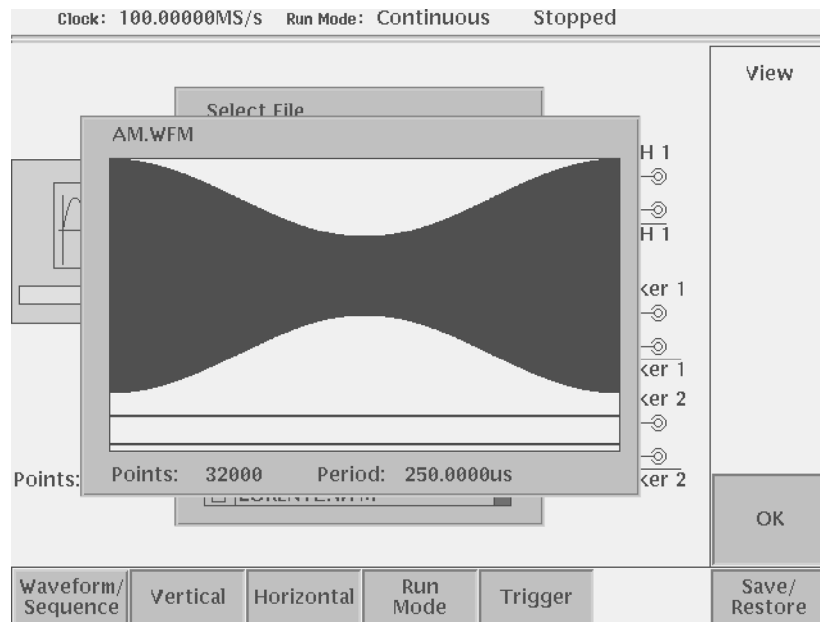 Clock: 100.00000MS/s Run Mode: Continuous Stopped
View
Select File
AM.WFM
H 1
H 1
ker 1
ker 1
ker 2
ker 2
Points: 32000 Period: 250.0000us
Points:
OK
Waveform/
Sequence
Vertical
Horizontal
Run
Mode
Trigger
Save/
Restore